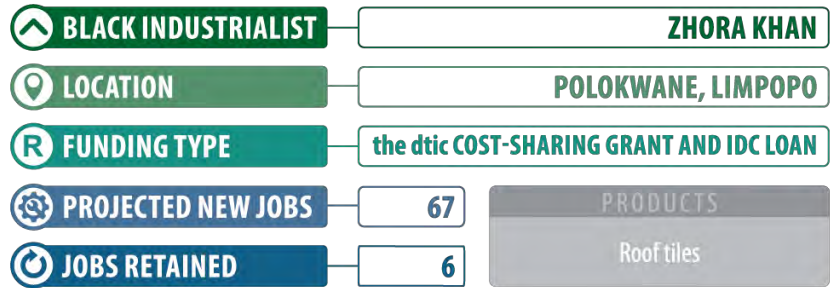 BLACK INDUSTRIALIST ZHORA KHAN
LOCATION POLOKWANE, LIMPOPO
R FUNDING TYPE the dtic COST-SHARING GRANT AND IDC LOAN
PROJECTED NEW JOBS 67
PRODUCTS
Roof tiles
JOBS RETAINED 6